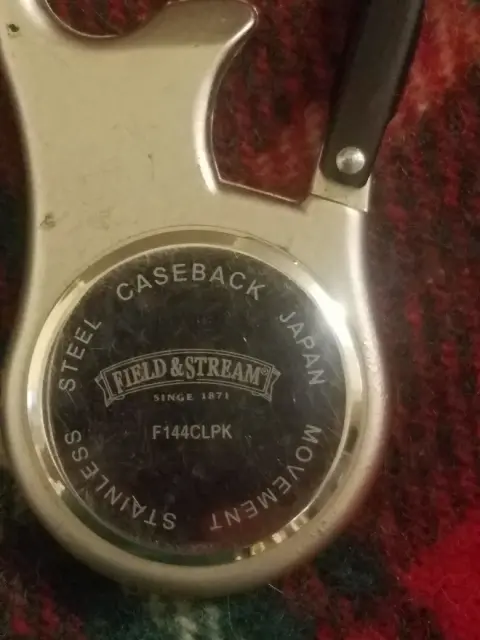 STAINLESS STEEL CASEBACK JAPAN MOVEMENT
FIELD & STREAM®
SINCE 1871
F144CLPK